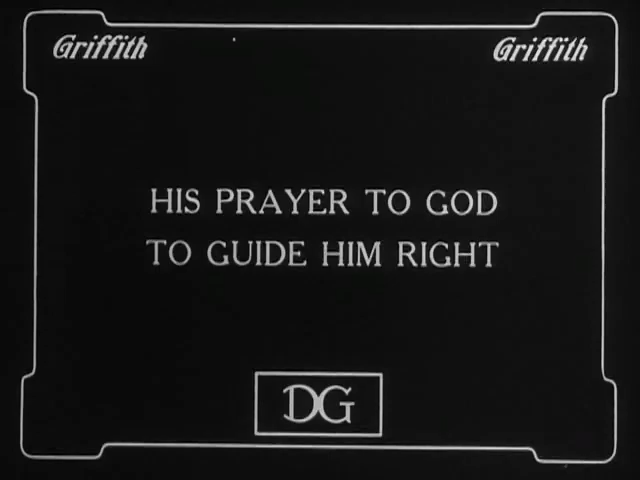 Griffith Griffith
HIS PRAYER TO GOD
TO GUIDE HIM RIGHT
DG